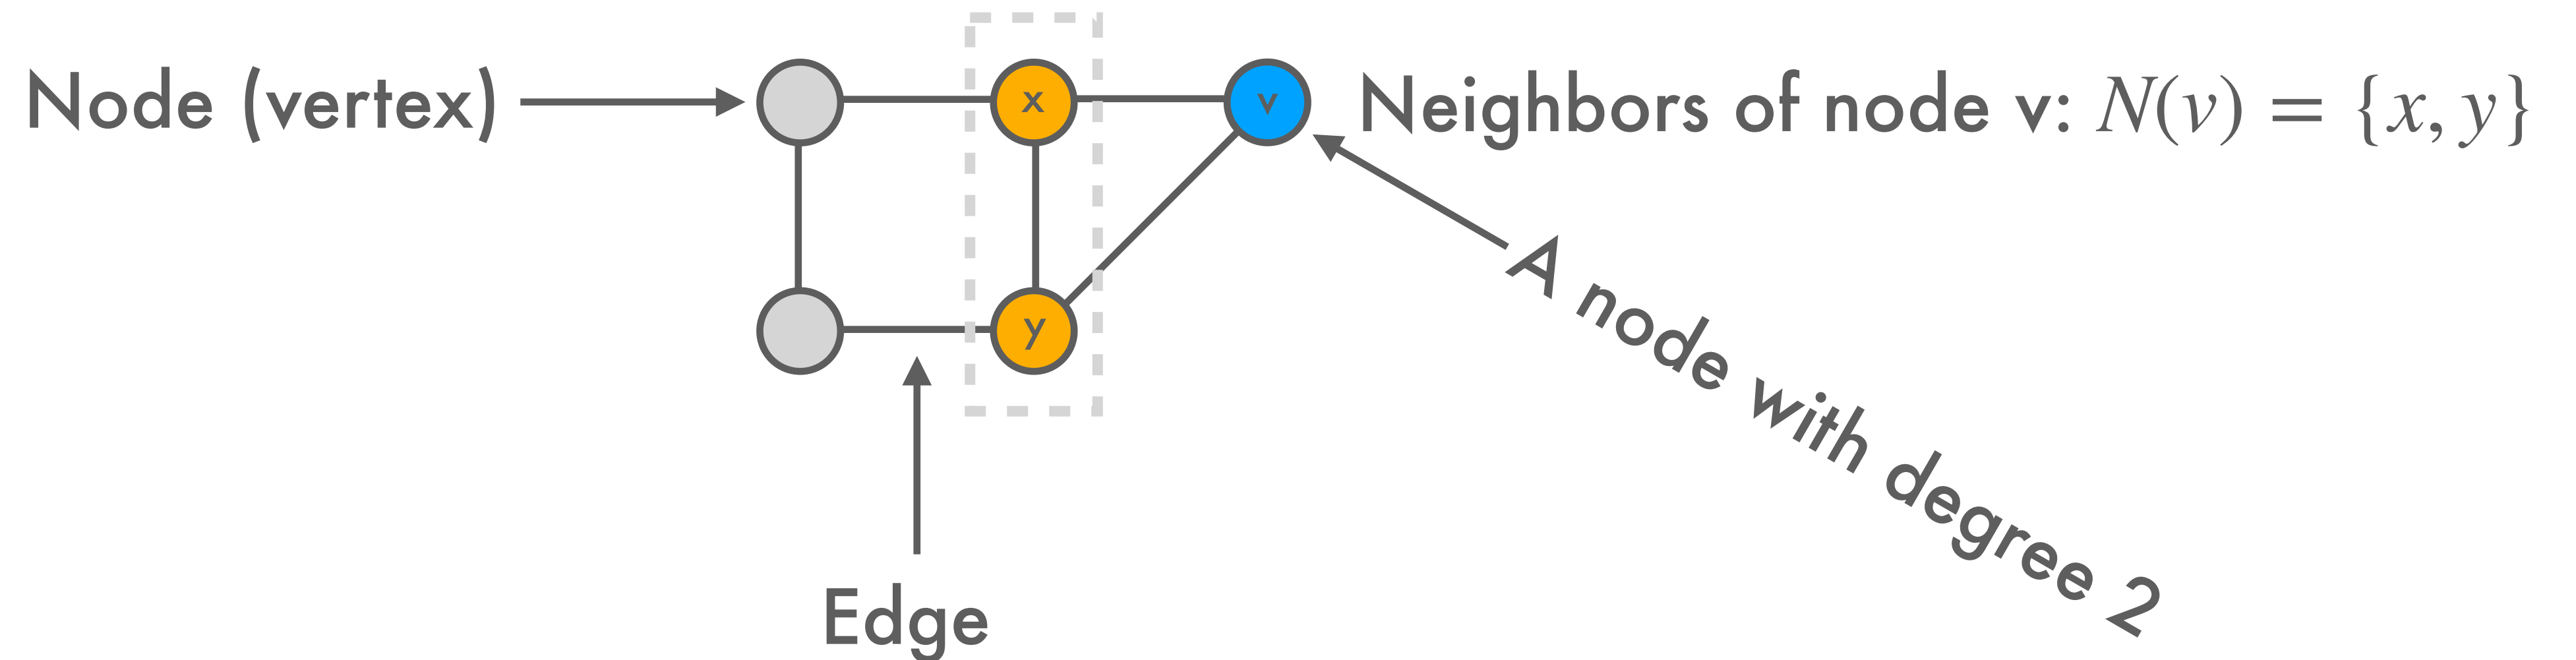 Node (vertex)
x
v
Neighbors of node v: N(v) = {x, y}
y
A node with degree 2
Edge